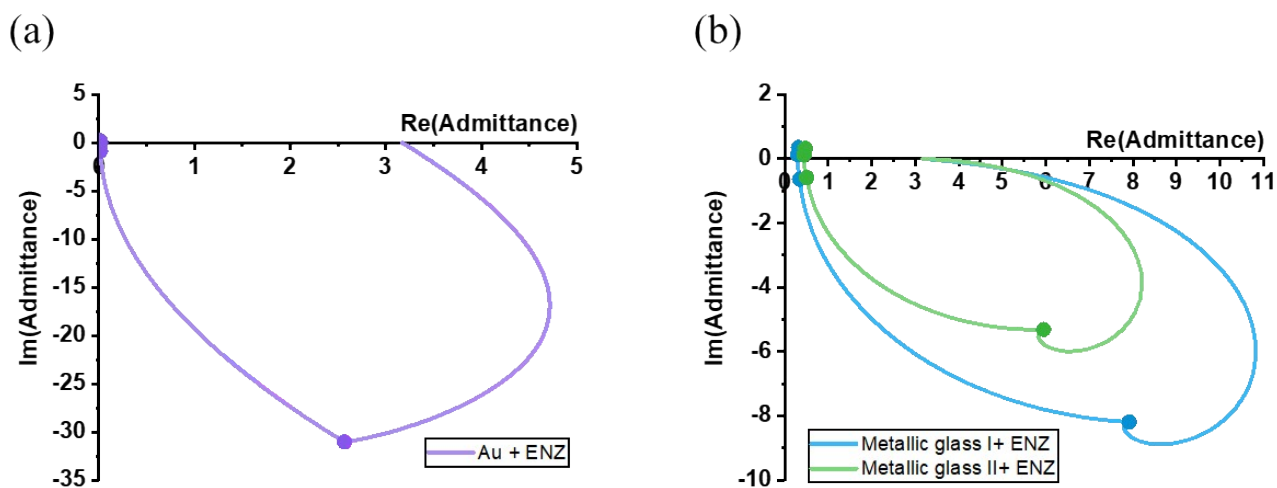 (a)
5
0
-5
-10
-15
-20
-25
-30
-35
Im(Admittance)
Re(Admittance)
0 1 2 3 4 5
Au + ENZ
(b)
2
0
-2
-4
-6
-8
-10
Im(Admittance)
Re(Admittance)
0 1 2 3 4 5 6 7 8 9 10 11
Metallic glass I+ ENZ
Metallic glass II+ ENZ